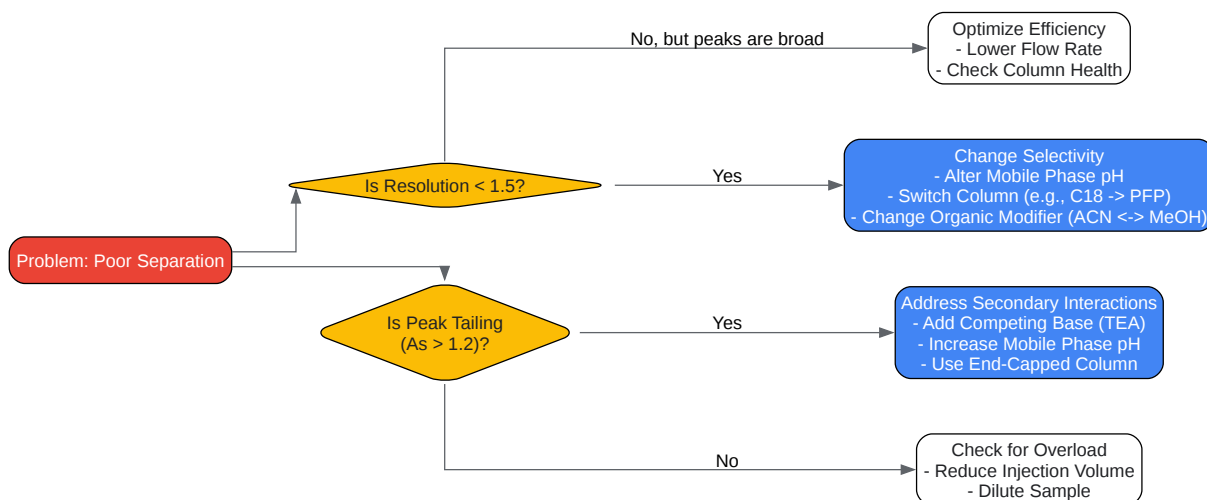 Problem: Poor Separation
Is Resolution < 1.5?
No, but peaks are broad
Optimize Efficiency
- Lower Flow Rate
- Check Column Health
Yes
Change Selectivity
- Alter Mobile Phase pH
- Switch Column (e.g., C18 -> PFP)
- Change Organic Modifier (ACN <-> MeOH)
Is Peak Tailing
(As > 1.2)?
Yes
Address Secondary Interactions
- Add Competing Base (TEA)
- Increase Mobile Phase pH
- Use End-Capped Column
No
Check for Overload
- Reduce Injection Volume
- Dilute Sample